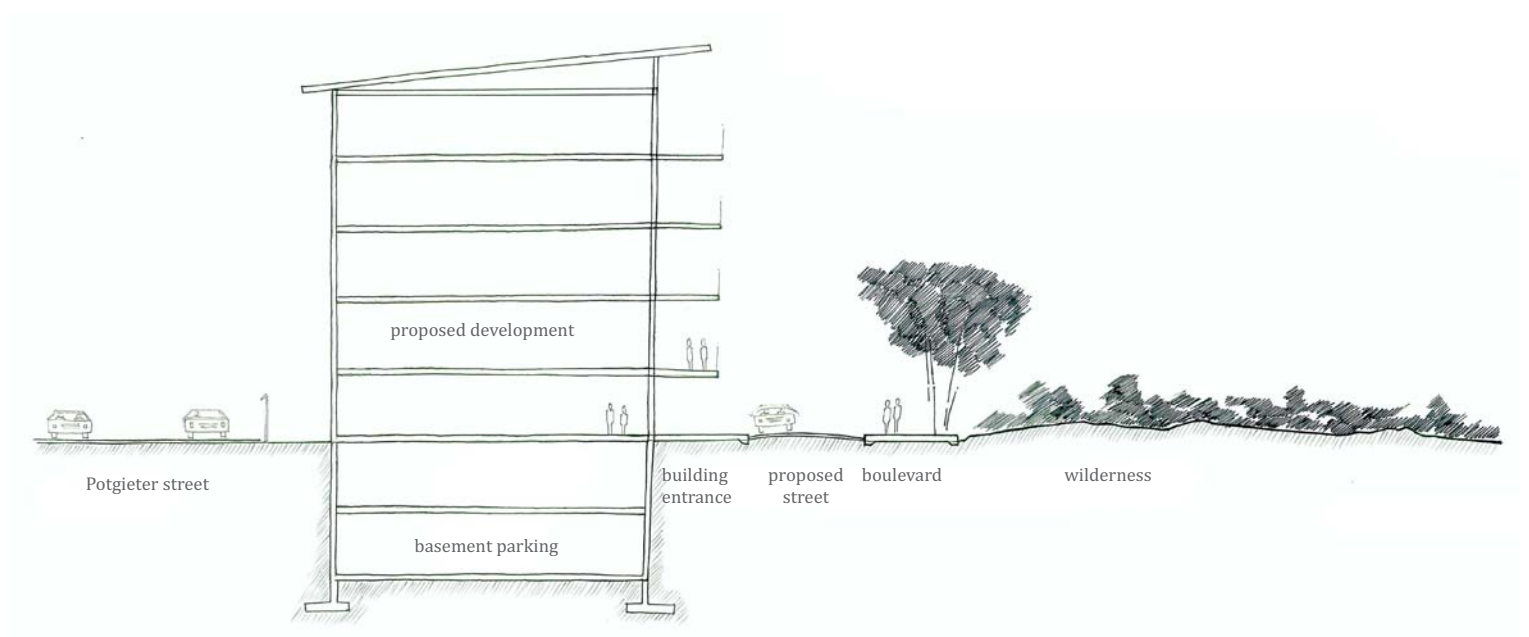 proposed development
Potgieter street
building
entrance
proposed
street
boulevard
wilderness
basement parking